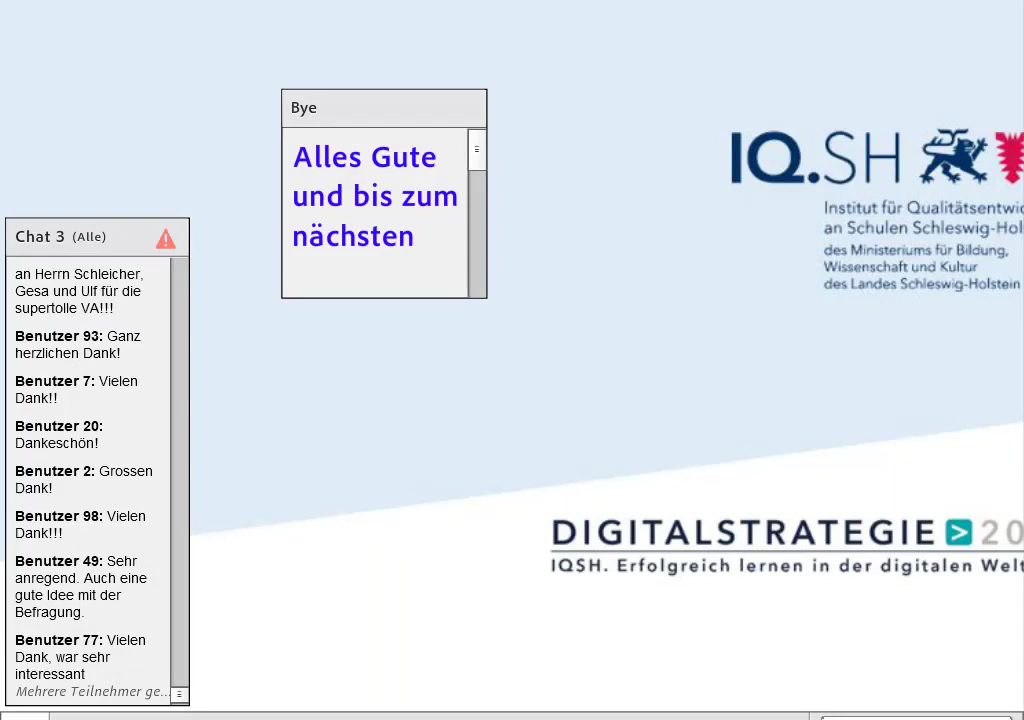 Bye
Alles Gute
und bis zum
nächsten
Chat 3 (Alle)
an Herrn Schleicher,
Gesa und Ulf für die
supertolle VA!!!
Benutzer 93: Ganz
herzlichen Dank!
Benutzer 7: Vielen
Dank!!
Benutzer 20:
Dankeschön!
Benutzer 2: Grossen
Dank!
Benutzer 98: Vielen
Dank!!!
Benutzer 49: Sehr
anregend. Auch eine
gute Idee mit der
Befragung.
Benutzer 77: Vielen
Dank, war sehr
interessant
Mehrere Teilnehmer ge...
IQ.SH
Institut für Qualitätsentwic
an Schulen Schleswig-Hol
des Ministeriums für Bildung,
Wissenschaft und Kultur
des Landes Schleswig-Holstein
DIGITALSTRATEGIE > 20
IQSH. Erfolgreich lernen in der digitalen Welt